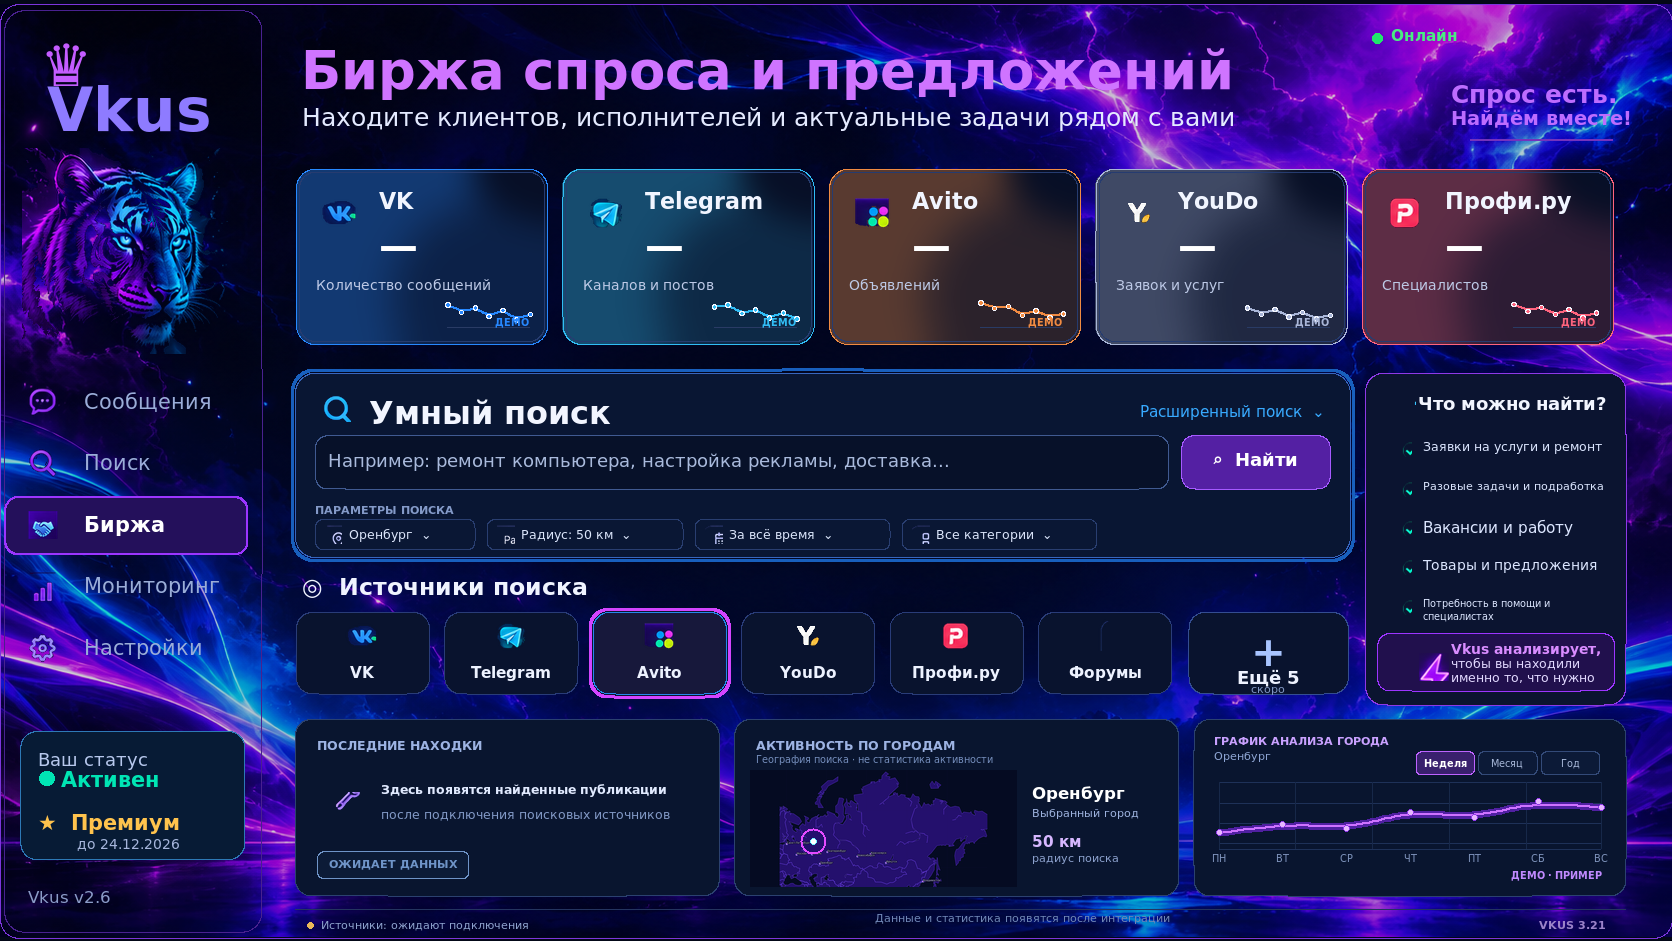 Vkus
Сообщения
Поиск
Биржа
Мониторинг
Настройки
Ваш статус
Активен
★ Премиум
до 24.12.2026
Vkus v2.6
Биржа спроса и предложений
Находите клиентов, исполнителей и актуальные задачи рядом с вами
Онлайн
Спрос есть.
Найдём вместе!
VK
—
Количество сообщений
ДЕМО
Telegram
—
Каналов и постов
ДЕМО
Avito
—
Объявлений
ДЕМО
YouDo
—
Заявок и услуг
ДЕМО
Профи.ру
—
Специалистов
ДЕМО
Умный поиск
Расширенный поиск
Например: ремонт компьютера, настройка рекламы, доставка...
Найти
ПАРАМЕТРЫ ПОИСКА
Оренбург
Радиус: 50 км
За всё время
Все категории
Что можно найти?
Заявки на услуги и ремонт
Разовые задачи и подработка
Вакансии и работу
Товары и предложения
Потребность в помощи и
специалистах
Vkus анализирует,
чтобы вы находили
именно то, что нужно
Источники поиска
VK
Telegram
Avito
YouDo
Профи.ру
Форумы
+
Ещё 5
скоро
ПОСЛЕДНИЕ НАХОДКИ
Здесь появятся найденные публикации
после подключения поисковых источников
ОЖИДАЕТ ДАННЫХ
АКТИВНОСТЬ ПО ГОРОДАМ
География поиска · не статистика активности
Оренбург
Выбранный город
50 км
радиус поиска
ГРАФИК АНАЛИЗА ГОРОДА
Оренбург
Неделя
Месяц
Год
ПН ВТ СР ЧТ ПТ СБ ВС
ДЕМО · ПРИМЕР
Источники: ожидают подключения
Данные и статистика появятся после интеграции
VKUS 3.21